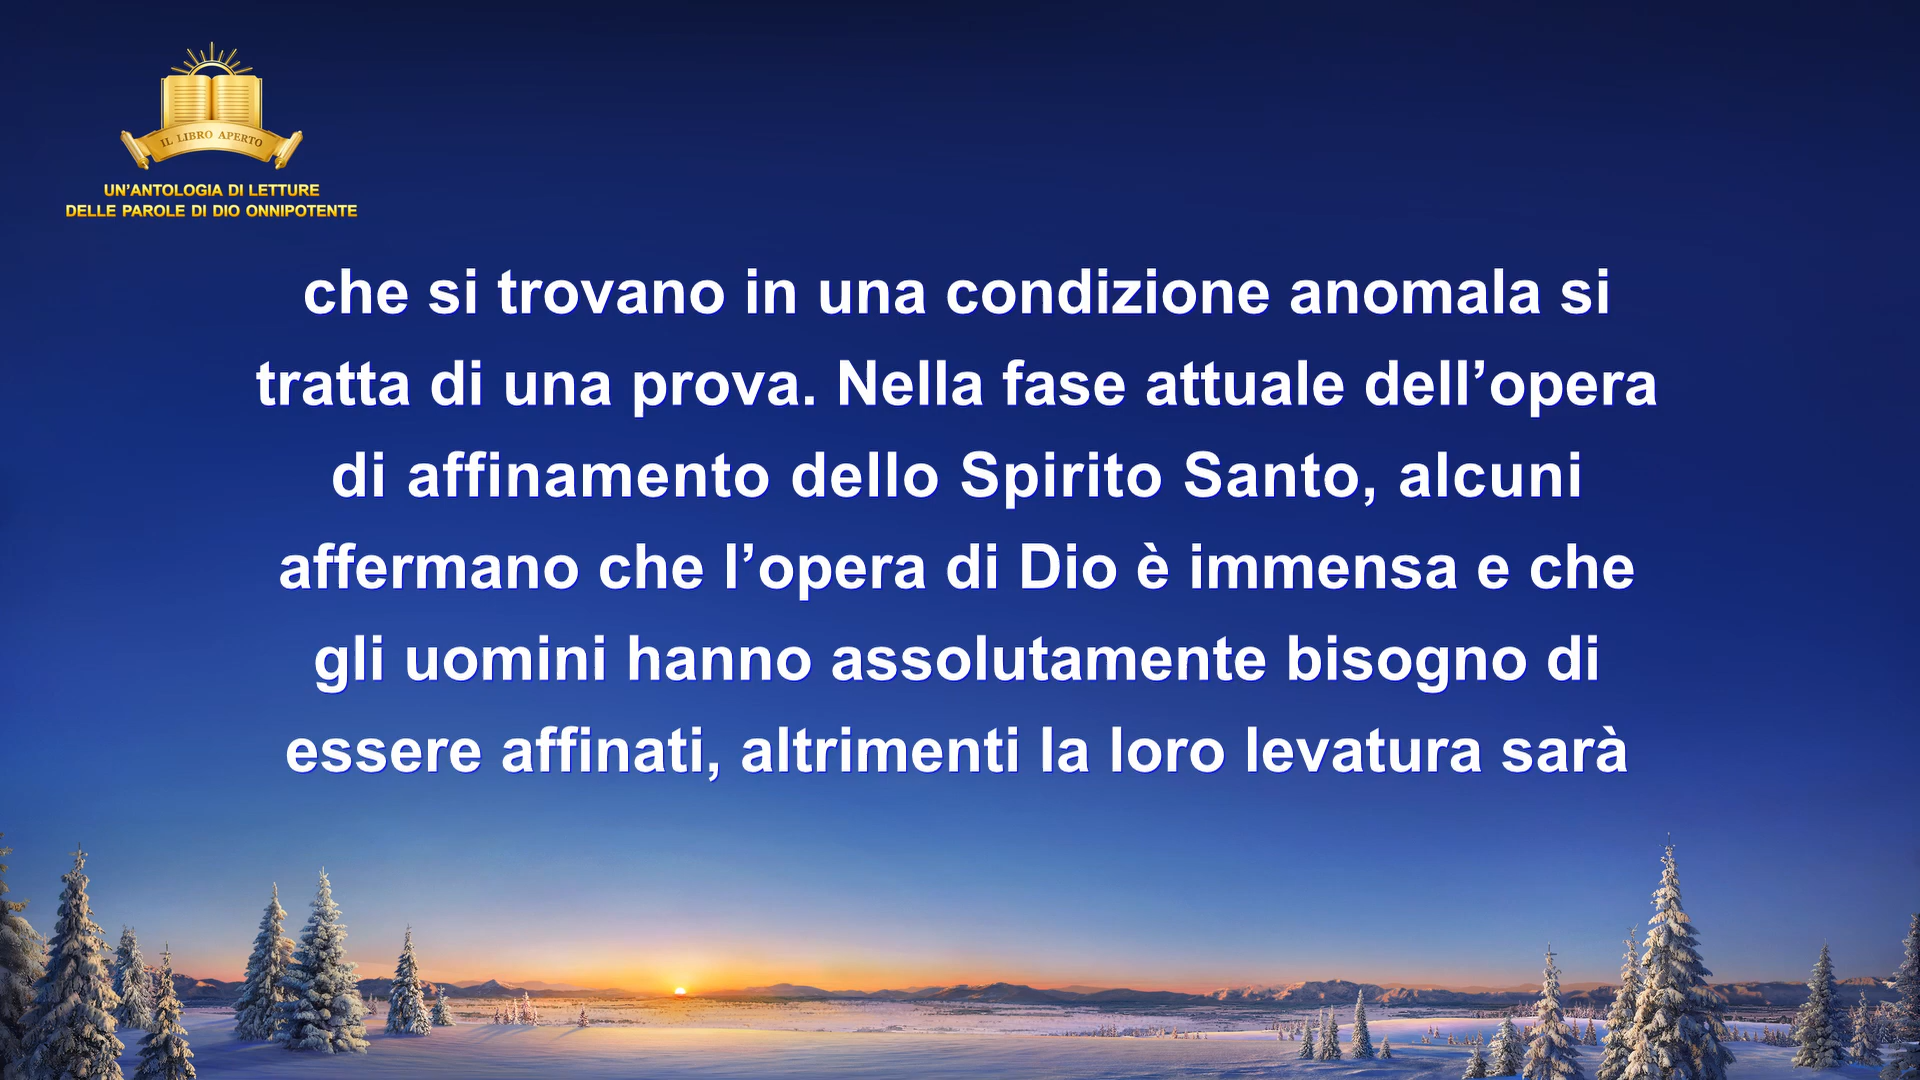 IL LIBRO APERTO
UN’ANTOLOGIA DI LETTURE
DELLE PAROLE DI DIO ONNIPOTENTE
che si trovano in una condizione anomala si
tratta di una prova. Nella fase attuale dell’opera
di affinamento dello Spirito Santo, alcuni
affermano che l’opera di Dio è immensa e che
gli uomini hanno assolutamente bisogno di
essere affinati, altrimenti la loro levatura sarà